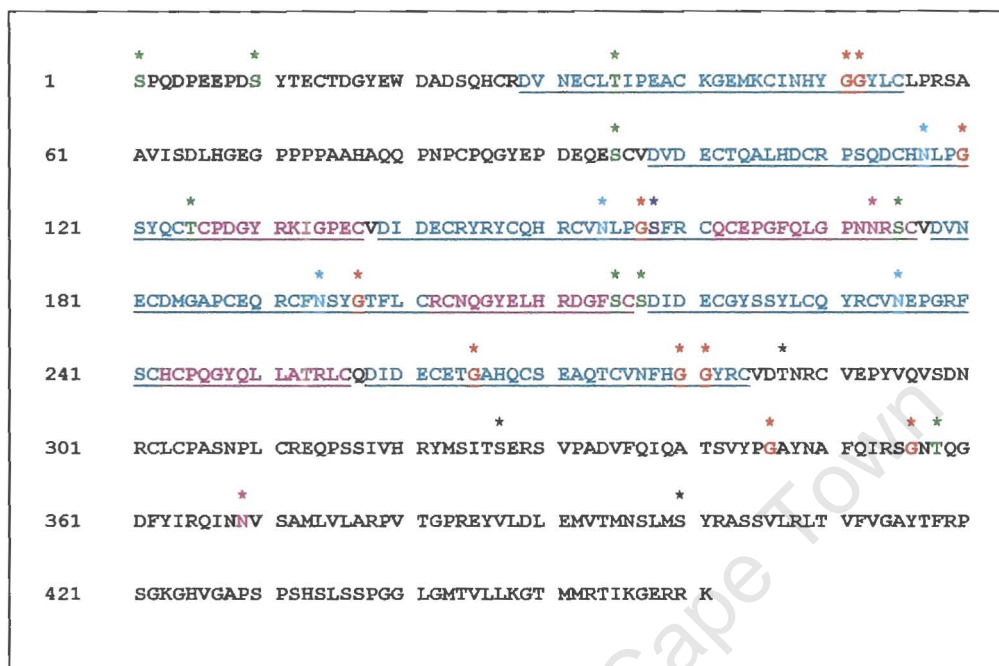 * * * * *
1 SPQDPEEPDS YTECTDGYEW DADSQHCRDV NECLTIPEAC KGEMKCINHY GGYLCLPRSA
* * *
61 AVISDLHGEG PPPPAAHAQQ PNPCPQGYEP DEQESCVDVD ECTQALHDCR PSQDCHNLPG
* * * * * *
121 SYQCTCPDGY RKIGPECVDI DECRYRYCQH RCVNLPGSFR CQCEPGFQLG PNNRSCVDVN
* * * * *
181 ECDMGAPCEQ RCFNSYGTFL CRCNQGYELH RDGFSCSDID ECGYSSYLCQ YRCVNEPGRF
* * * *
241 SCHCPQGYQL LATRLCQDID ECETGAHQCS EAQTCVNFHG GYRCVDTNRC VEPYVQVSDN
* * * *
301 RCLCPASNPL CREQPSSIVH RYMSITSERS VPADVFQIQA TSVYPGAYNA FQIRSGNTQG
* *
361 DFYIRQINNV SAMLVLARPV TGPREYVLDL EMVTMNSLMS YRASSVLRLT VFVGAYTFRP
421 SGKGHVGAPS PSHSLSSPGG LGMTVLLKGT MMRTIKGERR K
Cape Town